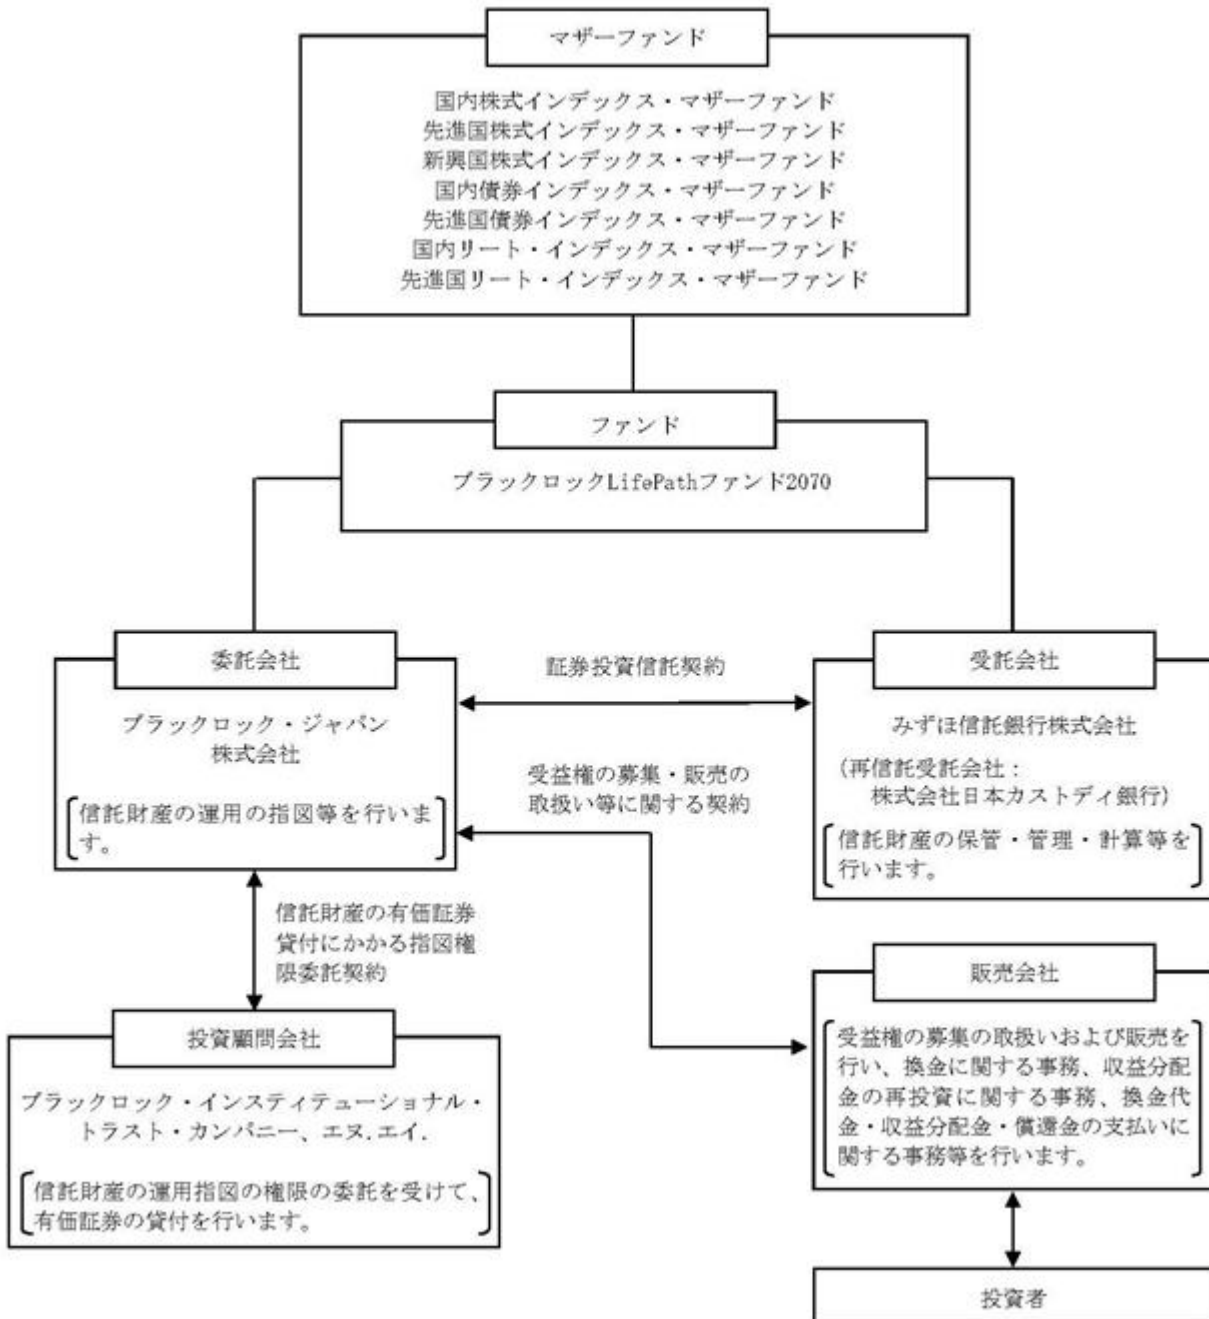 マザーファンド
国内株式インデックス・マザーファンド
先進国株式インデックス・マザーファンド
新興国株式インデックス・マザーファンド
国内債券インデックス・マザーファンド
先進国債券インデックス・マザーファンド
国内リート・インデックス・マザーファンド
先進国リート・インデックス・マザーファンド
ファンド
ブラックロックLifePathファンド2070
委託会社
ブラックロック・ジャパン
株式会社
信託財産の運用の指図等を行いま
す。
証券投資信託契約
受益権の募集・販売の
取扱い等に関する契約
受託会社
みずほ信託銀行株式会社
(再信託受託会社:
株式会社日本カストディ銀行)
信託財産の保管・管理・計算等を
行います。
信託財産の有価証券
貸付にかかる指図権
限委託契約
投資顧問会社
ブラックロック・インスティテューショナル・
トラスト・カンパニー、エヌ.エイ.
信託財産の運用指図の権限の委託を受けて、
有価証券の貸付を行います。
販売会社
受益権の募集の取扱いおよび販売を
行い、換金に関する事務、収益分配
金の再投資に関する事務、換金代
金・収益分配金・償還金の支払いに
関する事務等を行います。
投資者